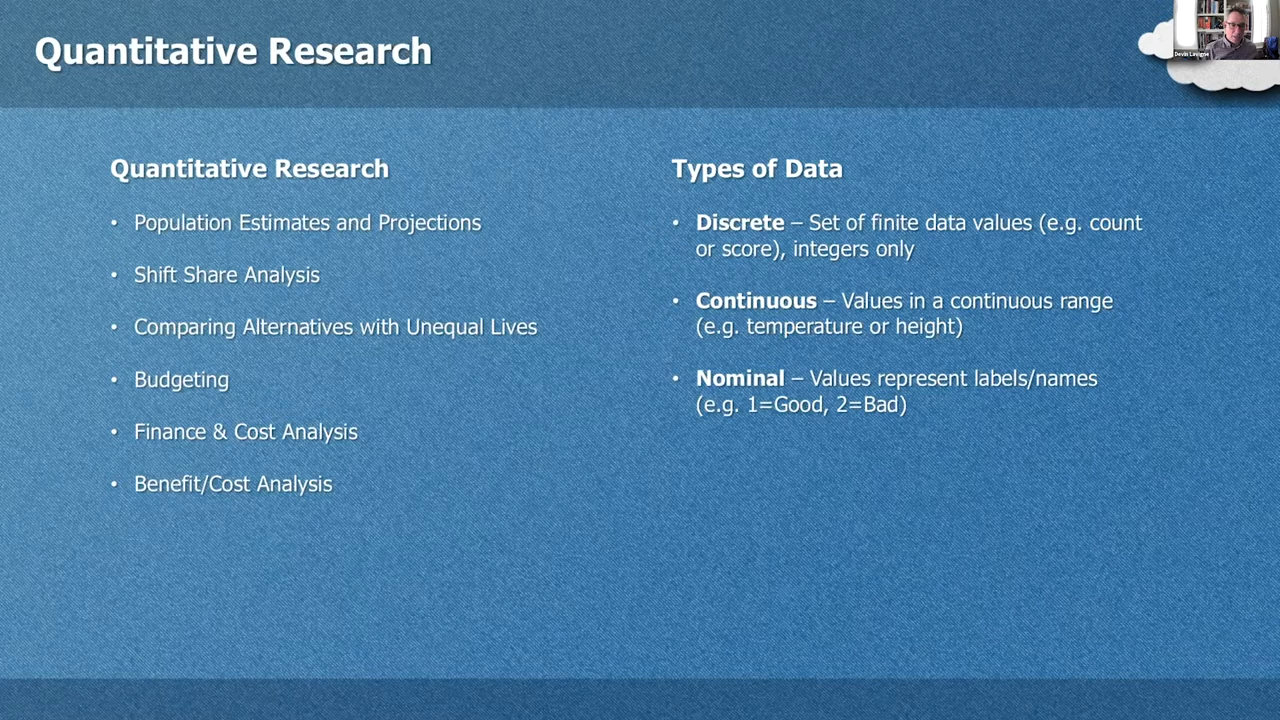 Quantitative Research
Devin Lavigne
Quantitative Research
• Population Estimates and Projections
• Shift Share Analysis
• Comparing Alternatives with Unequal Lives
• Budgeting
• Finance & Cost Analysis
• Benefit/Cost Analysis
Types of Data
• Discrete – Set of finite data values (e.g. count
or score), integers only
• Continuous – Values in a continuous range
(e.g. temperature or height)
• Nominal – Values represent labels/names
(e.g. 1=Good, 2=Bad)